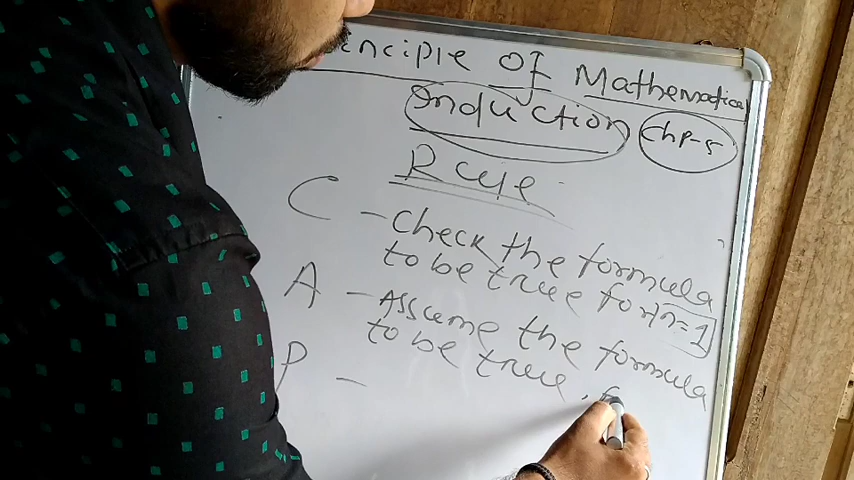 inciple of Mathematical
Induction Chp-5
Rule
C - Check the formula
to be true for n=1
A - Assume the formula
to be true, f
P -